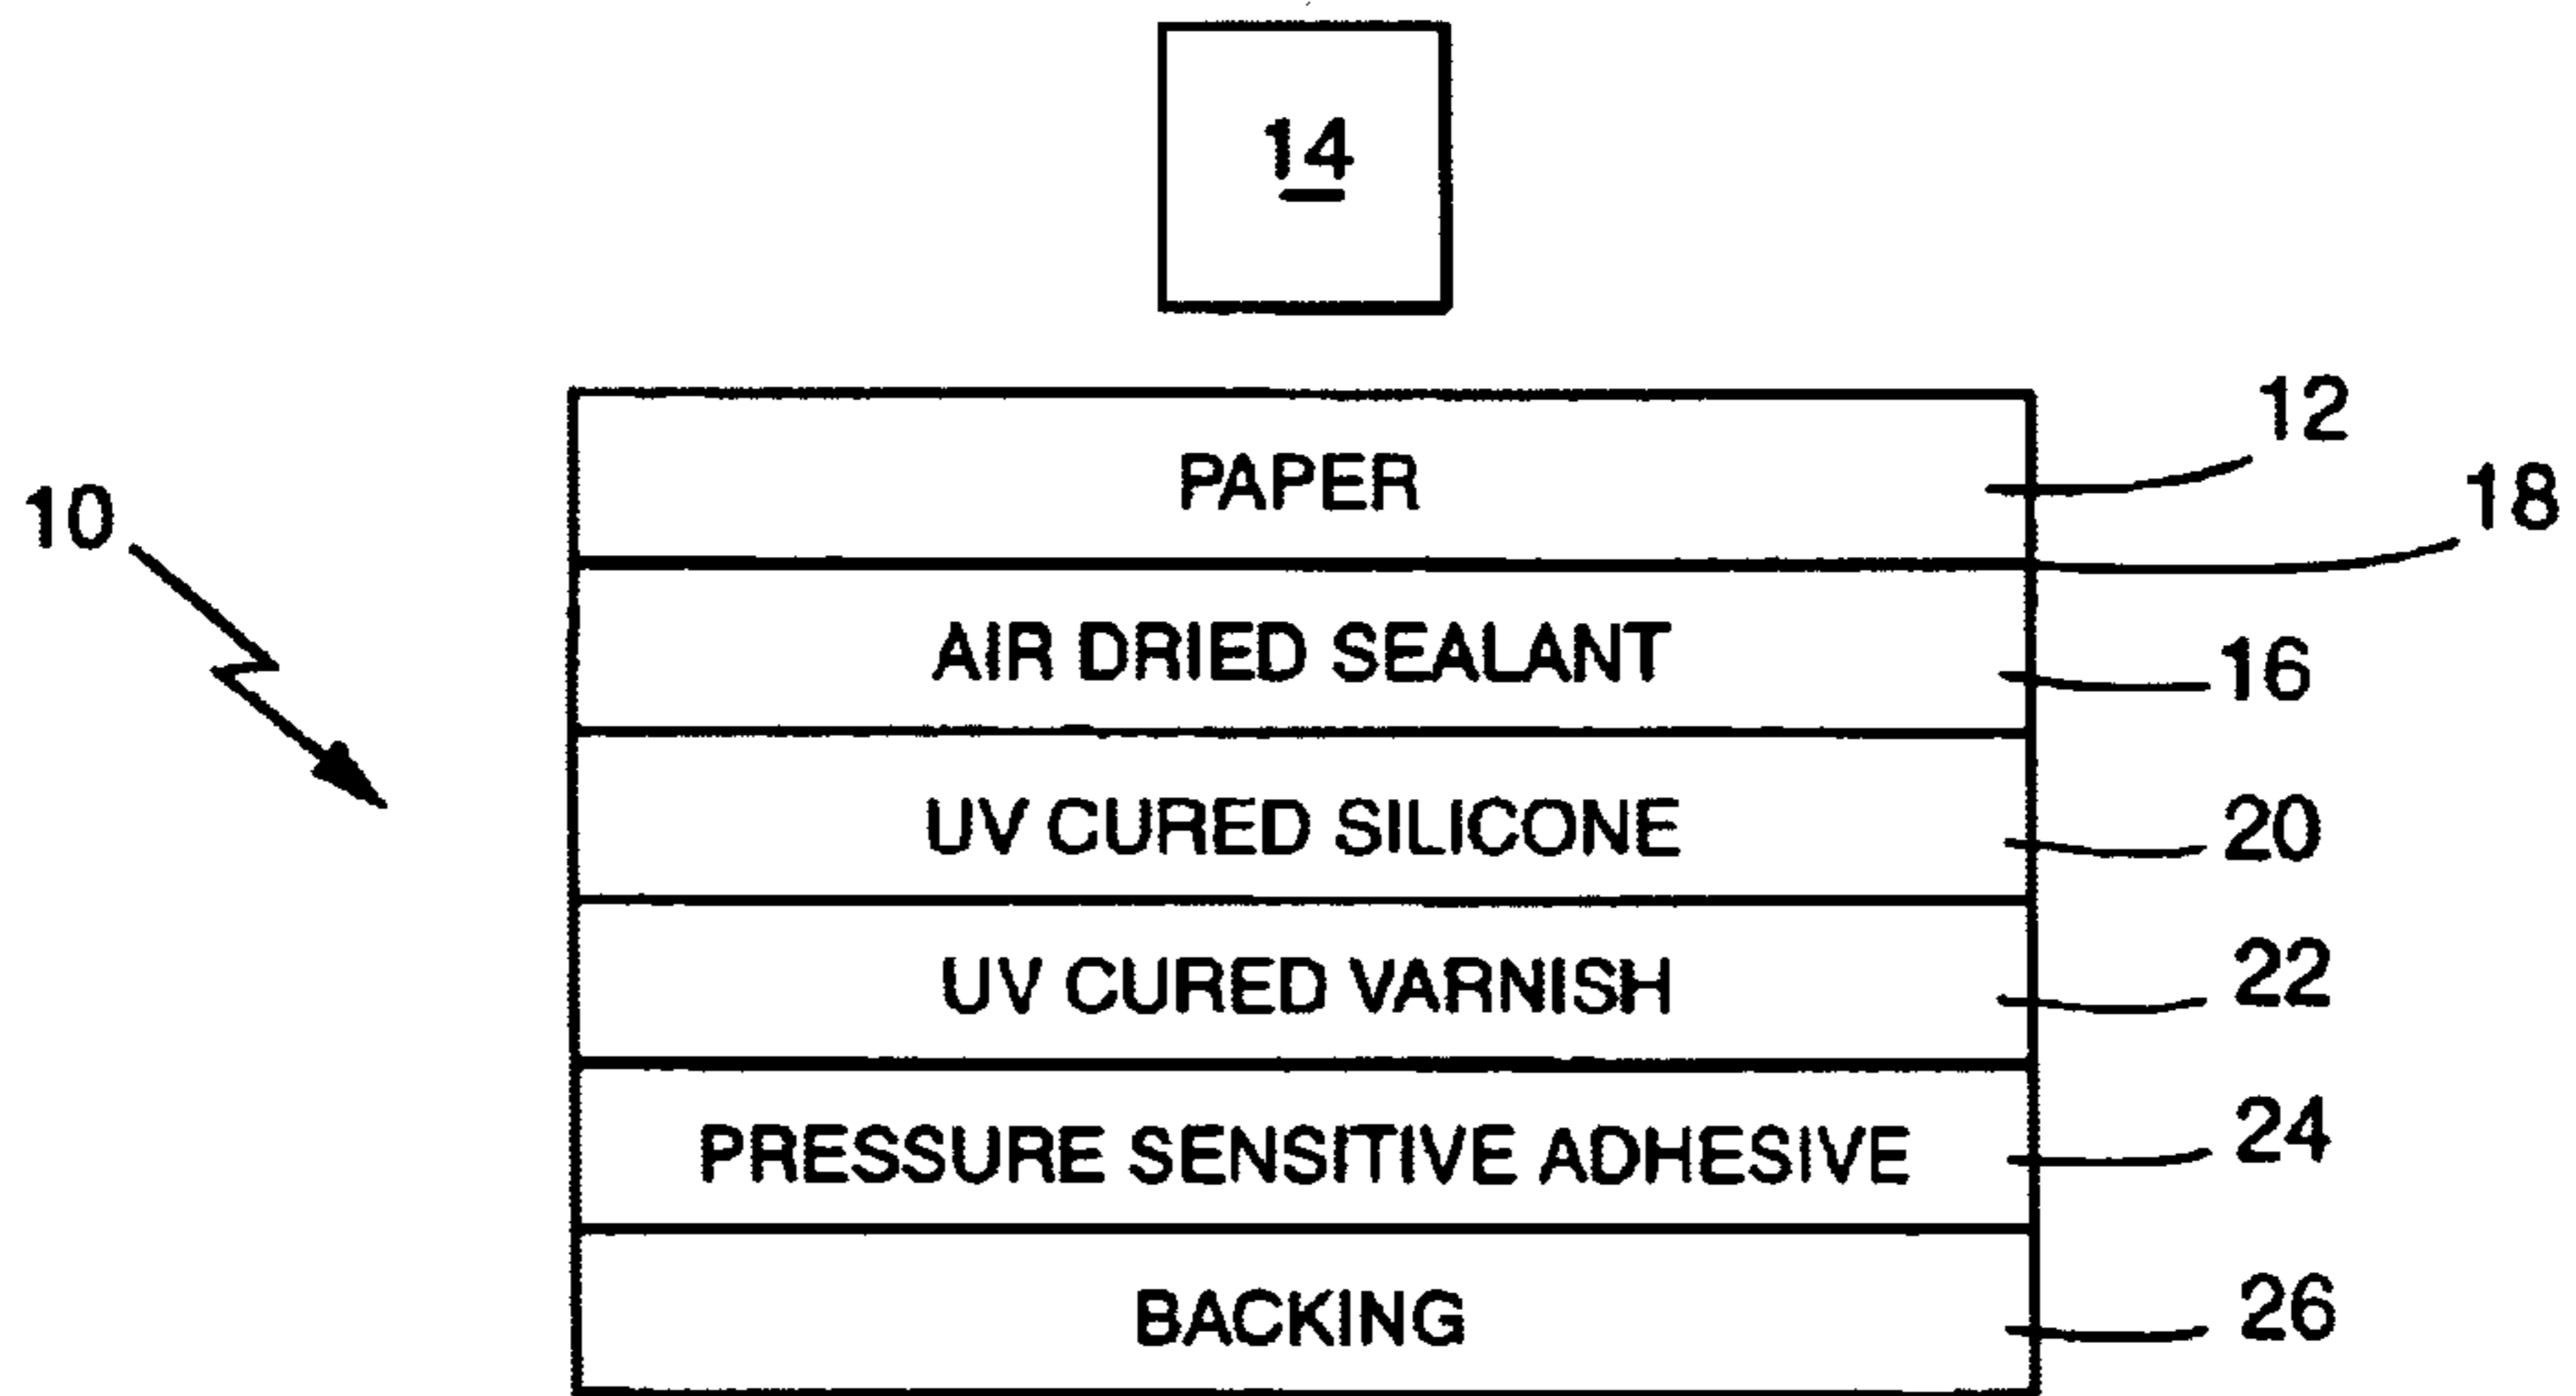 14
PAPER
12
10
18
AIR DRIED SEALANT
16
UV CURED SILICONE
20
UV CURED VARNISH
22
PRESSURE SENSITIVE ADHESIVE
24
BACKING
26